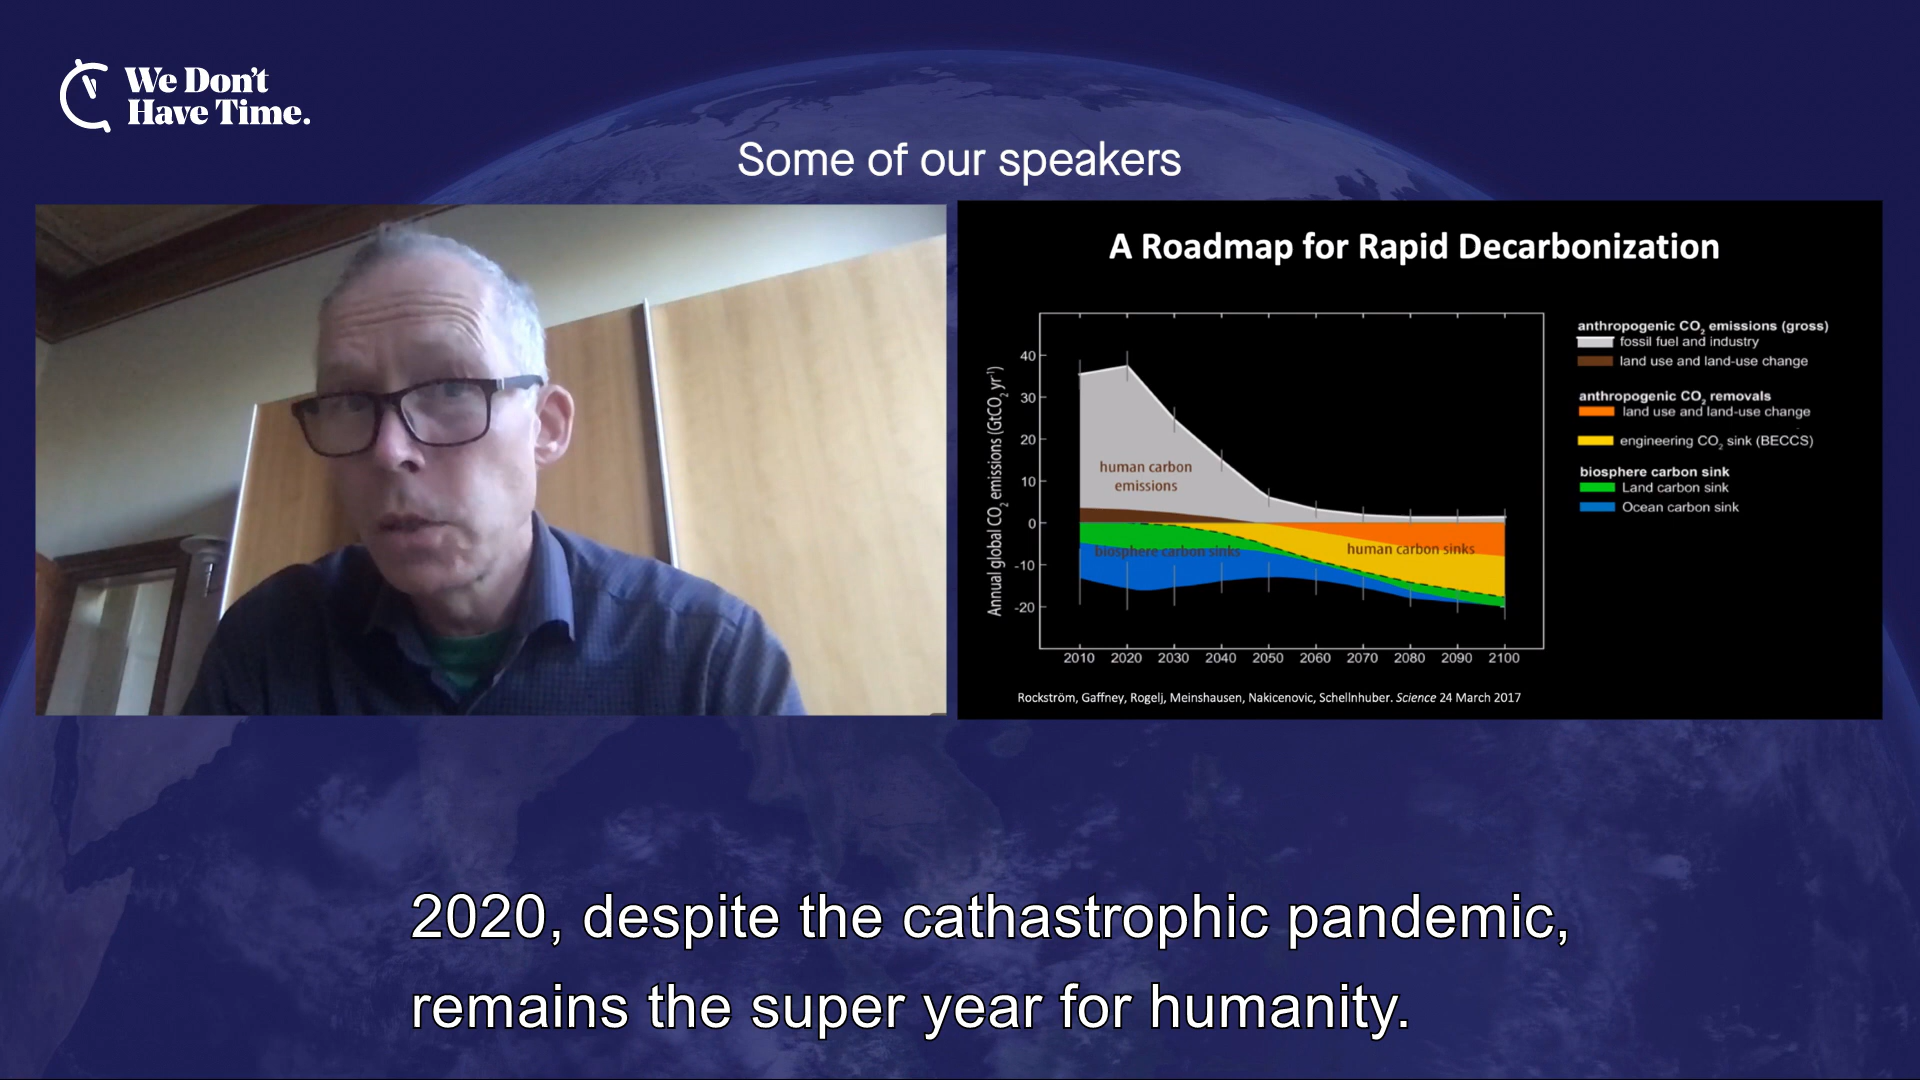 We Don't
Have Time.
Some of our speakers
A Roadmap for Rapid Decarbonization
Annual global CO2 emissions (GtCO2 yr-1)
40
30
20
10
0
-10
-20
human carbon
emissions
biosphere carbon sinks
human carbon sinks
2010 2020 2030 2040 2050 2060 2070 2080 2090 2100
anthropogenic CO2 emissions (gross)
fossil fuel and industry
land use and land-use change
anthropogenic CO2 removals
land use and land-use change
engineering CO2 sink (BECCS)
biosphere carbon sink
Land carbon sink
Ocean carbon sink
Rockström, Gaffney, Rogelj, Meinshausen, Nakicenovic, Schellnhuber. Science 24 March 2017
2020, despite the cathastrophic pandemic,
remains the super year for humanity.